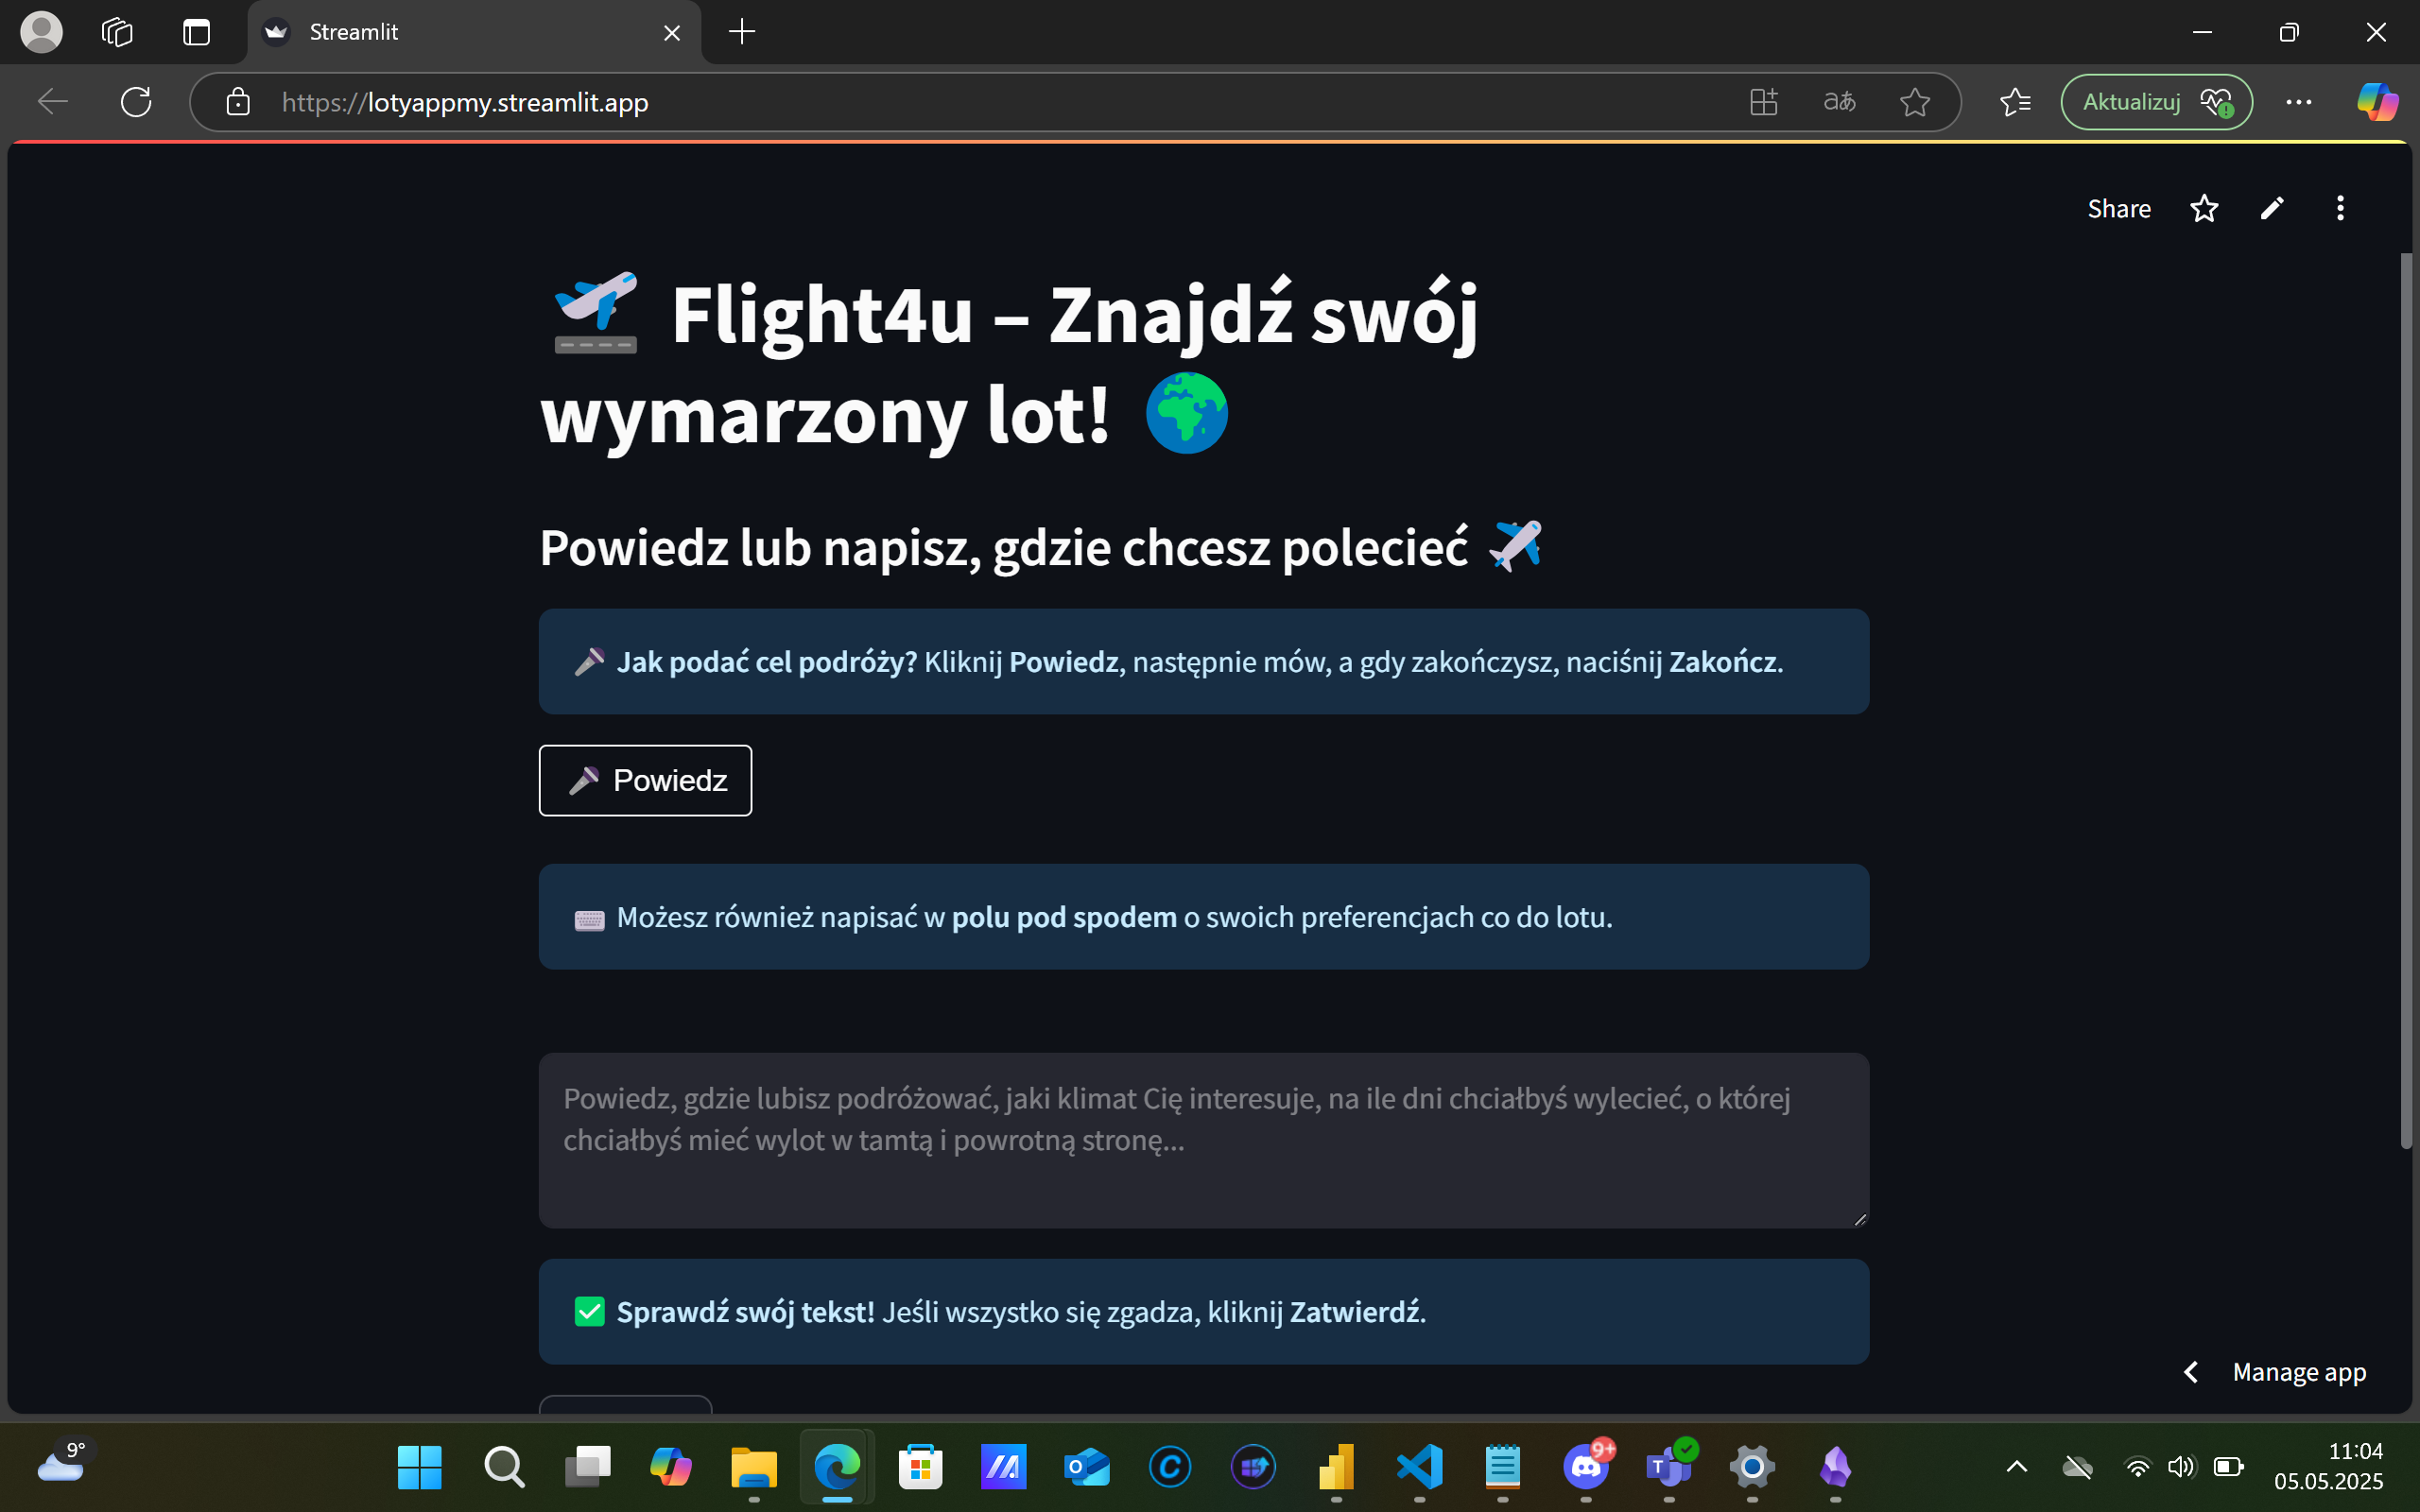 Streamlit
https://lotyappmy.streamlit.app
aあ
Aktualizuj
Share
Flight4u – Znajdź swój
wymarzony lot!
Powiedz lub napisz, gdzie chcesz polecieć
Jak podać cel podróży? Kliknij Powiedz, następnie mów, a gdy zakończysz, naciśnij Zakończ.
Powiedz
Możesz również napisać w polu pod spodem o swoich preferencjach co do lotu.
Powiedz, gdzie lubisz podróżować, jaki klimat Cię interesuje, na ile dni chciałbyś wylecieć, o której
chciałbyś mieć wylot w tamtą i powrotną stronę...
Sprawdź swój tekst! Jeśli wszystko się zgadza, kliknij Zatwierdź.
Manage app
9°
9+
11:04
05.05.2025